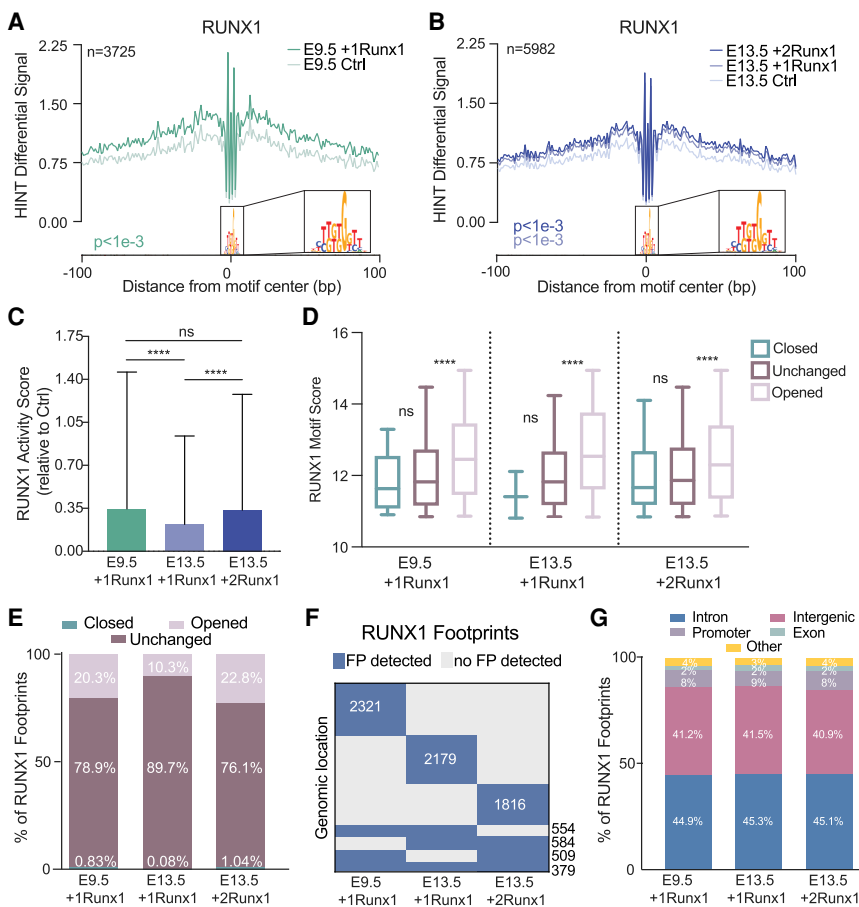 A
RUNX1
n=3725
E9.5 +1Runx1
E9.5 Ctrl
HINT Differential Signal
2.25
1.50
0.75
0.00
p<1e-3
-100
0
100
Distance from motif center (bp)
B
RUNX1
n=5982
E13.5 +2Runx1
E13.5 +1Runx1
E13.5 Ctrl
HINT Differential Signal
2.25
1.50
0.75
0.00
p<1e-3
p<1e-3
-100
0
100
Distance from motif center (bp)
C
RUNX1 Activity Score
(relative to Ctrl)
1.75
1.40
1.05
0.70
0.35
0.00
ns
****
****
E9.5
+1Runx1
E13.5
+1Runx1
E13.5
+2Runx1
D
RUNX1 Motif Score
16
14
12
10
ns
****
ns
****
ns
****
Closed
Unchanged
Opened
E9.5
+1Runx1
E13.5
+1Runx1
E13.5
+2Runx1
E
Closed
Opened
Unchanged
% of RUNX1 Footprints
100
50
0
20.3%
10.3%
22.8%
78.9%
89.7%
76.1%
0.83%
0.08%
1.04%
E9.5
+1Runx1
E13.5
+1Runx1
E13.5
+2Runx1
F
RUNX1 Footprints
FP detected
no FP detected
Genomic location
2321
2179
1816
554
584
509
379
E9.5
+1Runx1
E13.5
+1Runx1
E13.5
+2Runx1
G
Intron
Intergenic
Promoter
Exon
Other
% of RUNX1 Footprints
100
50
0
4%
3%
4%
2%
2%
2%
8%
9%
8%
41.2%
41.5%
40.9%
44.9%
45.3%
45.1%
E9.5
+1Runx1
E13.5
+1Runx1
E13.5
+2Runx1